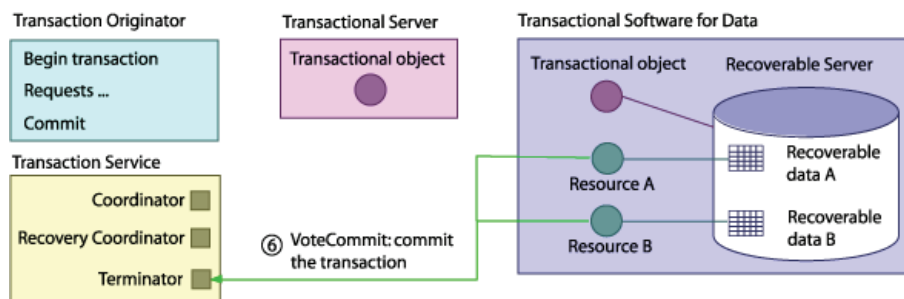 Transaction Originator
Begin transaction
Requests ...
Commit
Transactional Server
Transactional object
Transactional Software for Data
Transactional object
Recoverable Server
Resource A
Recoverable
data A
Resource B
Recoverable
data B
Transaction Service
Coordinator
Recovery Coordinator
Terminator
⑥ VoteCommit: commit
the transaction